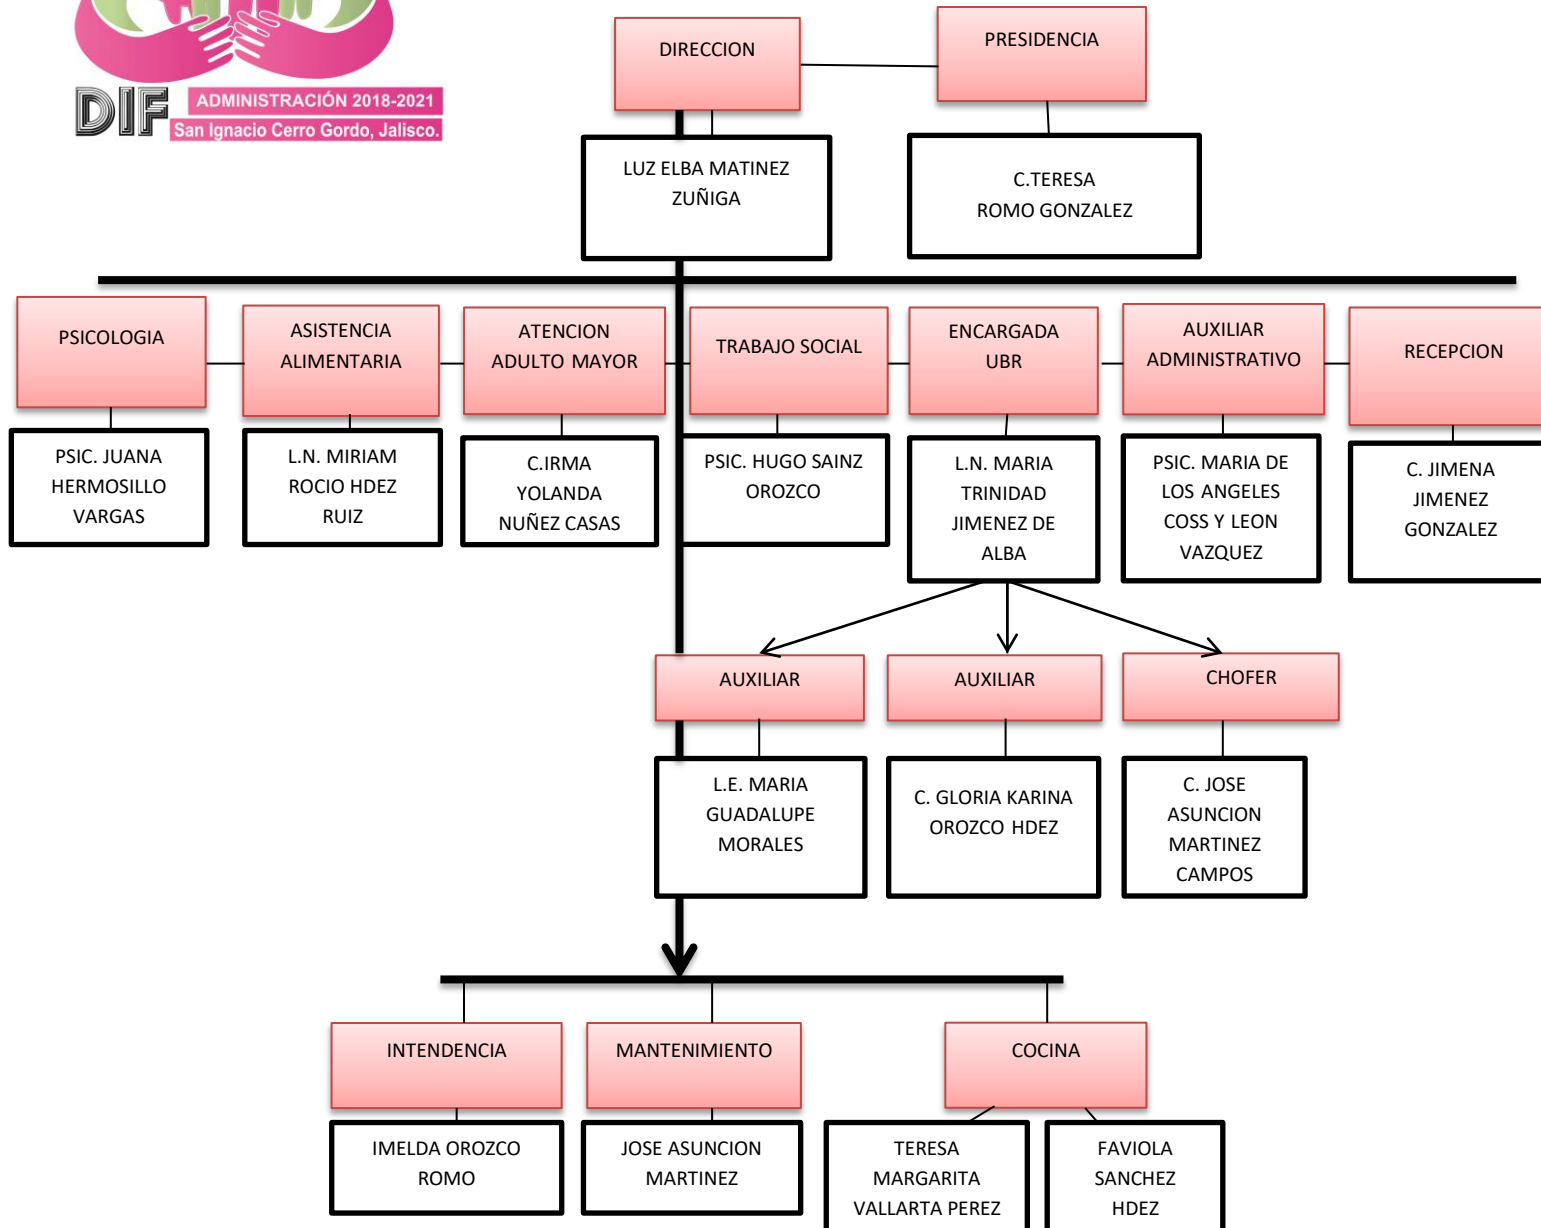 DIF
ADMINISTRACIÓN 2018-2021
San Ignacio Cerro Gordo, Jalisco.
DIRECCION
PRESIDENCIA
LUZ ELBA MATINEZ
ZUÑIGA
C.TERESA
ROMO GONZALEZ
PSICOLOGIA
ASISTENCIA
ALIMENTARIA
ATENCION
ADULTO MAYOR
TRABAJO SOCIAL
ENCARGADA
UBR
AUXILIAR
ADMINISTRATIVO
RECEPCION
PSIC. JUANA
HERMOSILLO
VARGAS
L.N. MIRIAM
ROCIO HDEZ
RUIZ
C.IRMA
YOLANDA
NUÑEZ CASAS
PSIC. HUGO SAINZ
OROZCO
L.N. MARIA
TRINIDAD
JIMENEZ DE
ALBA
PSIC. MARIA DE
LOS ANGELES
COSS Y LEON
VAZQUEZ
C. JIMENA
JIMENEZ
GONZALEZ
AUXILIAR
AUXILIAR
CHOFER
L.E. MARIA
GUADALUPE
MORALES
C. GLORIA KARINA
OROZCO HDEZ
C. JOSE
ASUNCION
MARTINEZ
CAMPOS
INTENDENCIA
MANTENIMIENTO
COCINA
IMELDA OROZCO
ROMO
JOSE ASUNCION
MARTINEZ
TERESA
MARGARITA
VALLARTA PEREZ
FAVIOLA
SANCHEZ
HDEZ